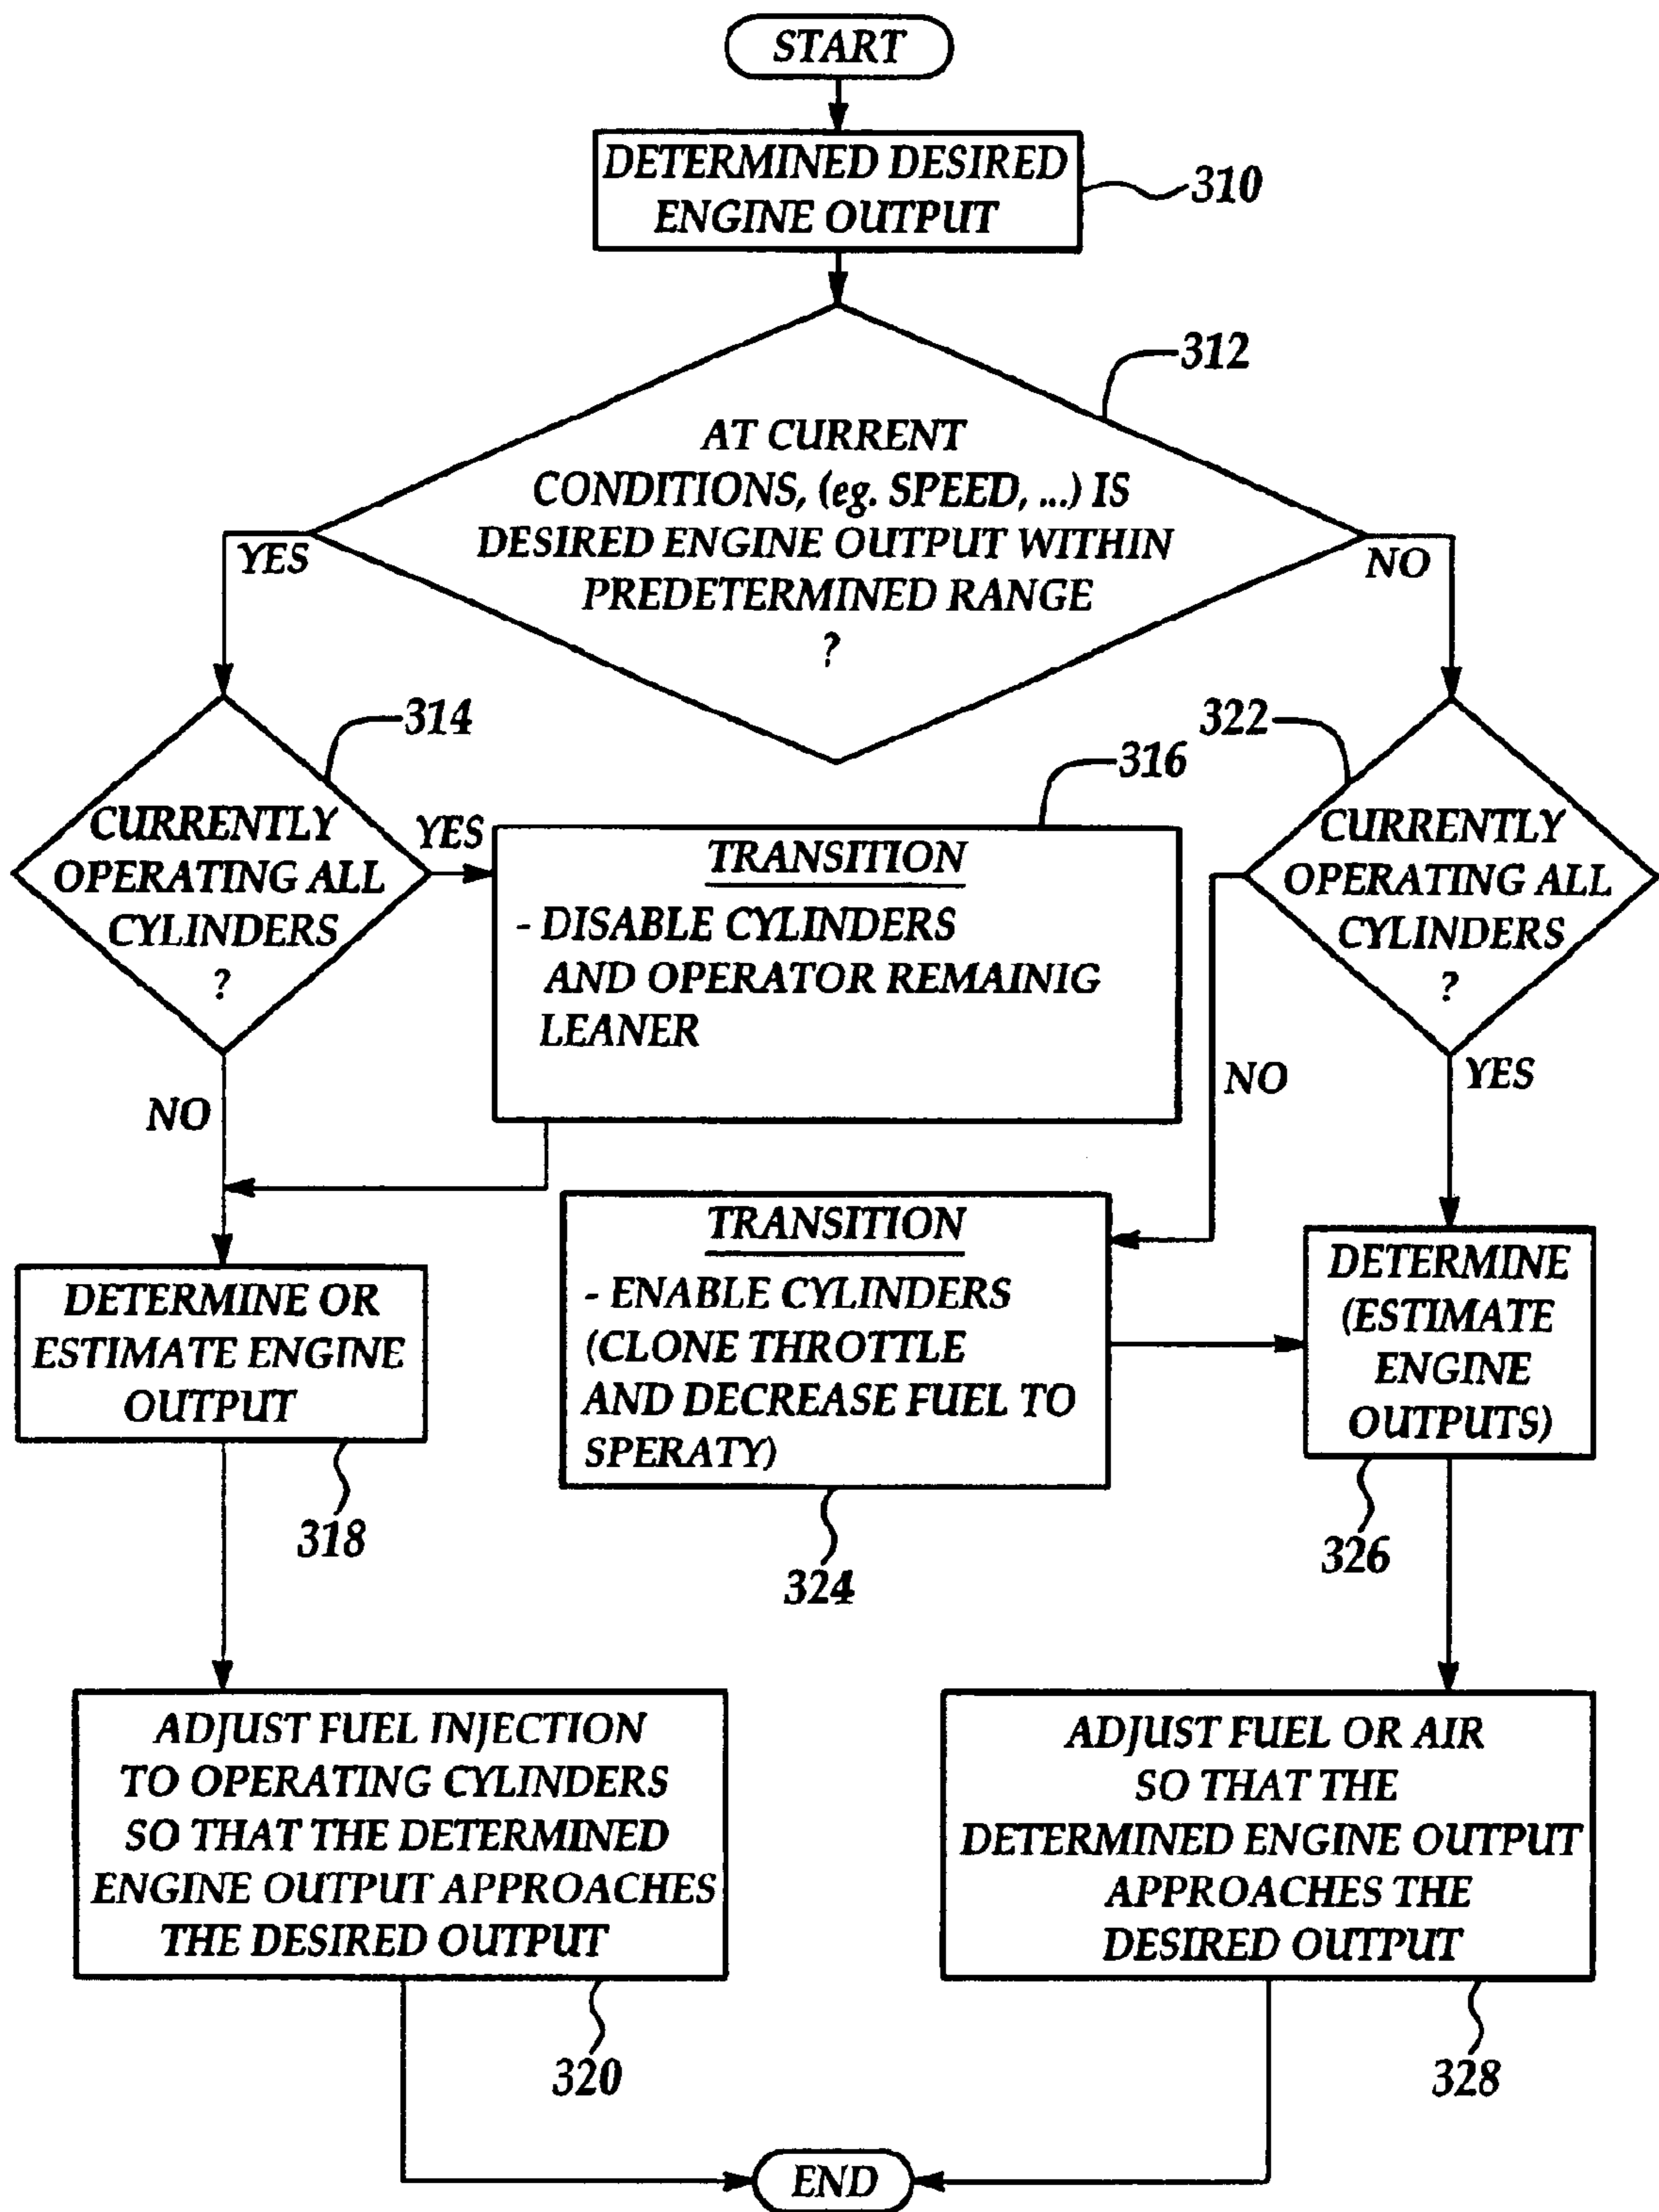 START
DETERMINED DESIRED
ENGINE OUTPUT
310
312
AT CURRENT
CONDITIONS, (eg. SPEED, ...) IS
DESIRED ENGINE OUTPUT WITHIN
PREDETERMINED RANGE
?
YES
NO
314
CURRENTLY
OPERATING ALL
CYLINDERS
?
YES
NO
316
TRANSITION
- DISABLE CYLINDERS
AND OPERATOR REMAINIG
LEANER
322
CURRENTLY
OPERATING ALL
CYLINDERS
?
NO
YES
TRANSITION
- ENABLE CYLINDERS
(CLONE THROTTLE
AND DECREASE FUEL TO
SPERATY)
324
DETERMINE OR
ESTIMATE ENGINE
OUTPUT
318
DETERMINE
(ESTIMATE
ENGINE
OUTPUTS)
326
ADJUST FUEL INJECTION
TO OPERATING CYLINDERS
SO THAT THE DETERMINED
ENGINE OUTPUT APPROACHES
THE DESIRED OUTPUT
320
ADJUST FUEL OR AIR
SO THAT THE
DETERMINED ENGINE OUTPUT
APPROACHES THE
DESIRED OUTPUT
328
END